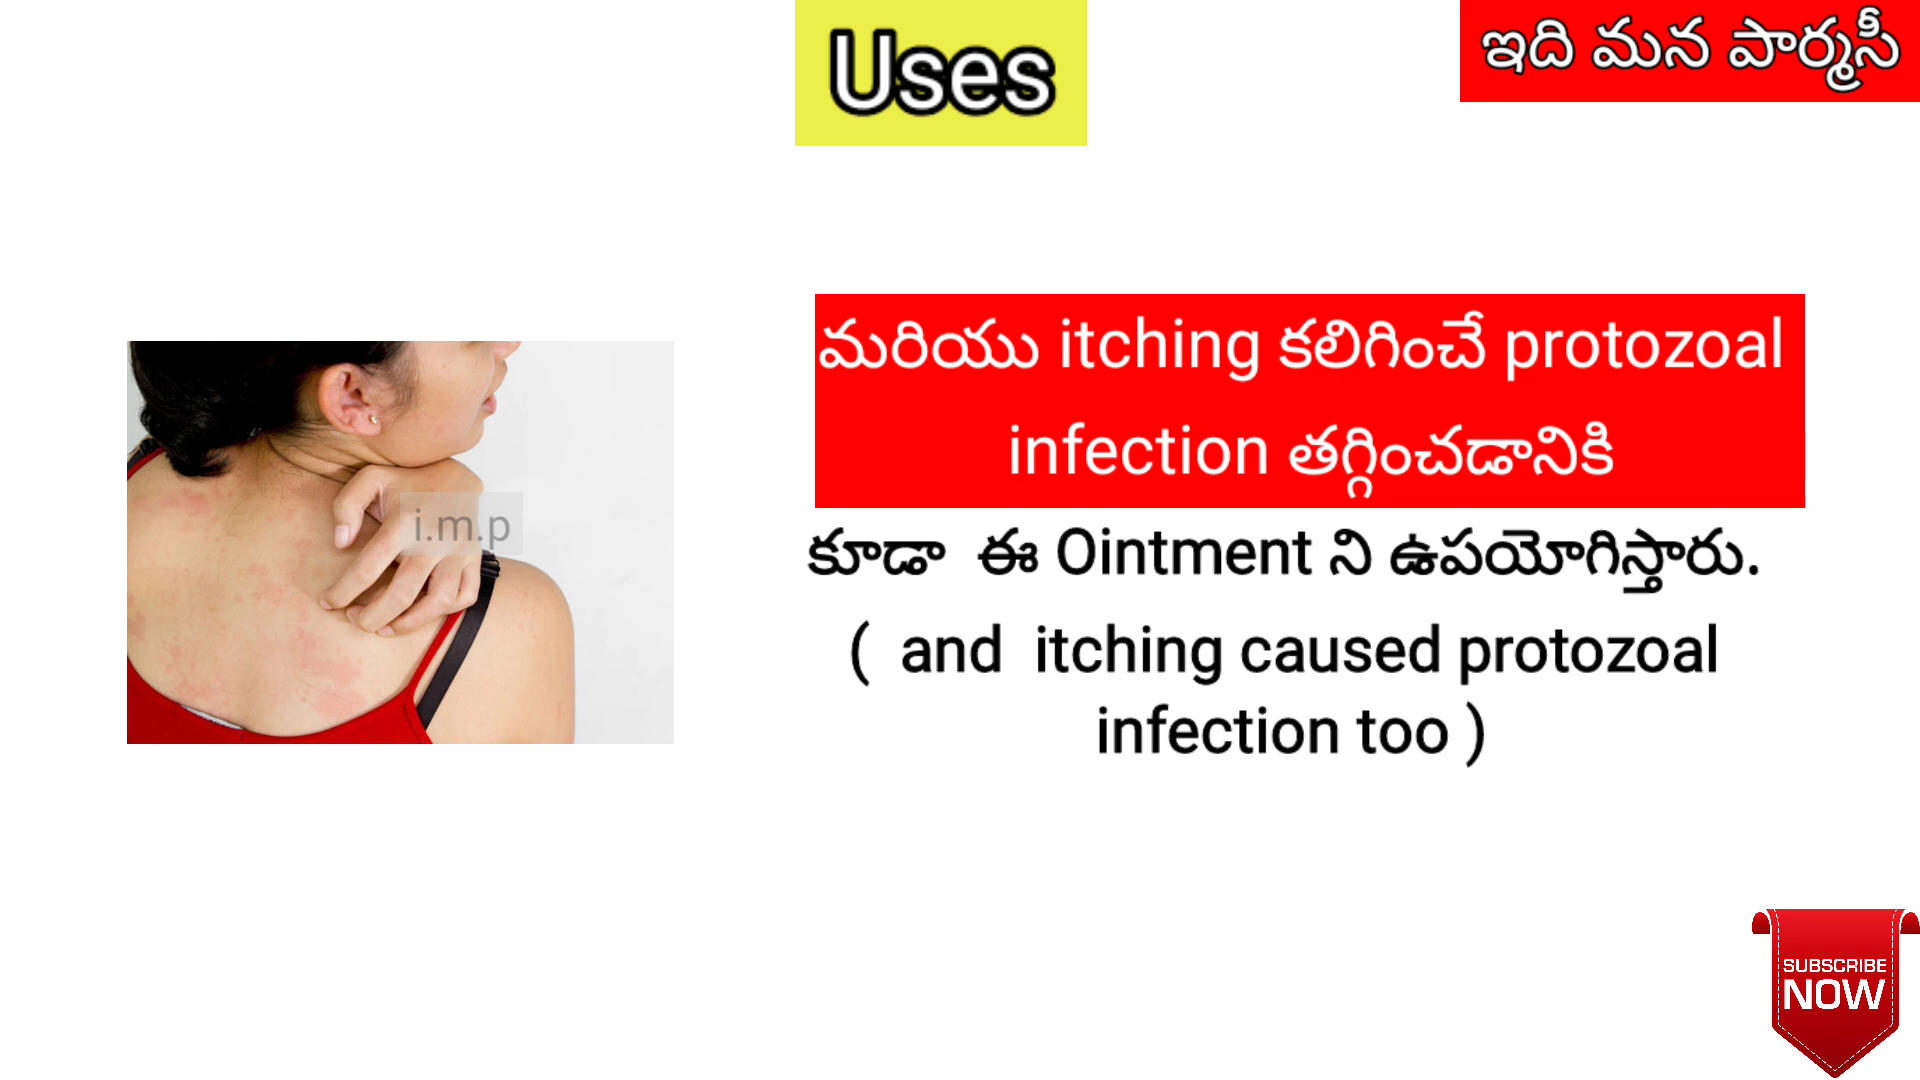 Uses
ఇది మన పార్మసీ
మరియు itching కలిగించే protozoal
infection తగ్గించడానికి
కూడా ఈ Ointment ని ఉపయోగిస్తారు.
( and itching caused protozoal
infection too )
i.m.p
SUBSCRIBE
NOW